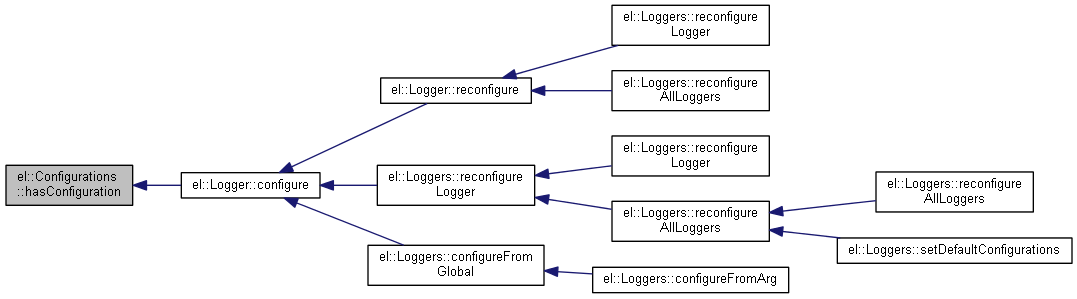 el::Configurations
::hasConfiguration
el::Logger::configure
el::Logger::reconfigure
el::Loggers::reconfigure
Logger
el::Loggers::reconfigure
AllLoggers
el::Loggers::reconfigure
Logger
el::Loggers::reconfigure
Logger
el::Loggers::reconfigure
AllLoggers
el::Loggers::reconfigure
AllLoggers
el::Loggers::setDefaultConfigurations
el::Loggers::configureFrom
Global
el::Loggers::configureFromArg